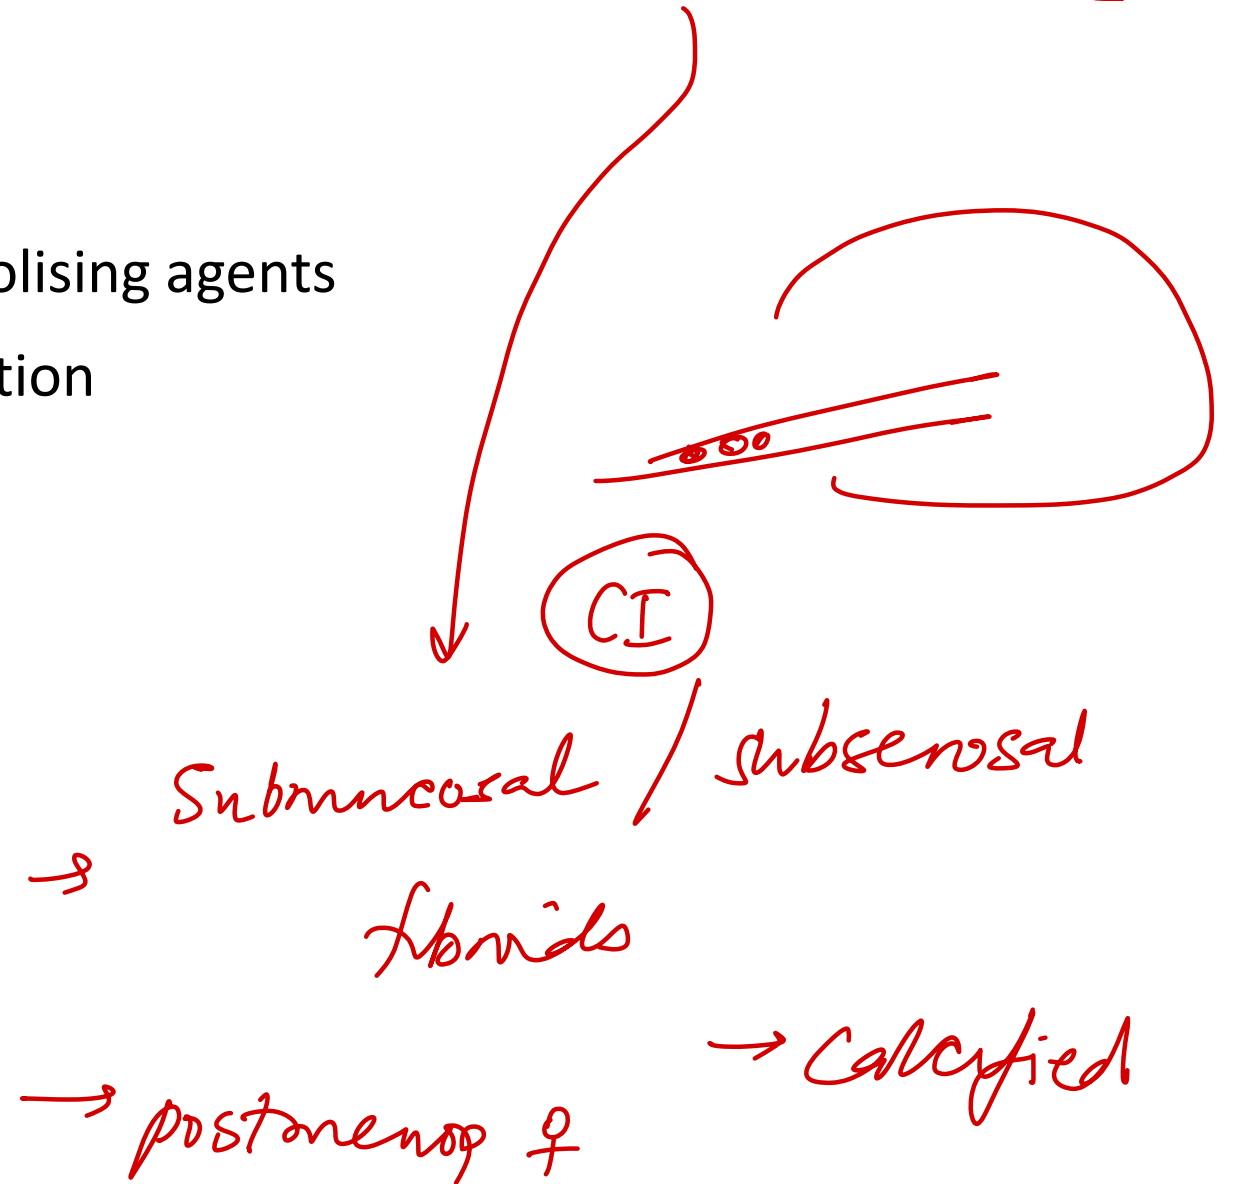 olising agents
tion
CI
Submucosal / subserosal
fibroids
→ Calcified
→ postmenop ♀